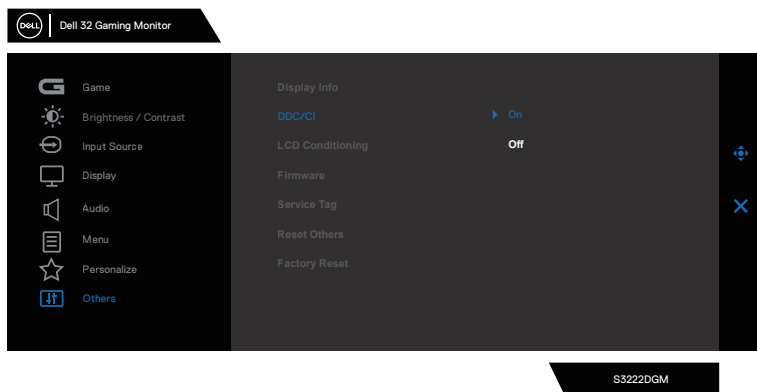 DELL
Dell 32 Gaming Monitor
Game
Brightness / Contrast
Input Source
Display
Audio
Menu
Personalize
Others
Display Info
DDC/CI
On
Off
LCD Conditioning
Firmware
Service Tag
Reset Others
Factory Reset
S3222DGM